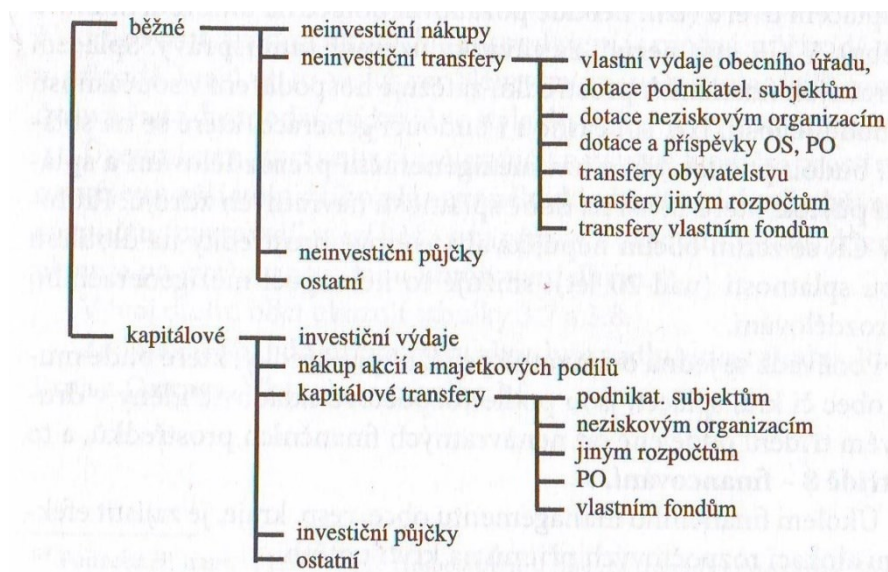 běžné
neinvestiční nákupy
neinvestiční transfery
vlastní výdaje obecního úřadu,
dotace podnikatel. subjektům
dotace neziskovým organizacím
dotace a příspěvky OS, PO
transfery obyvatelstvu
transfery jiným rozpočtům
transfery vlastním fondům
neinvestiční půjčky
ostatní
kapitálové
investiční výdaje
nákup akcií a majetkových podílů
kapitálové transfery
podnikat. subjektům
neziskovým organizacím
jiným rozpočtům
PO
vlastním fondům
investiční půjčky
ostatní